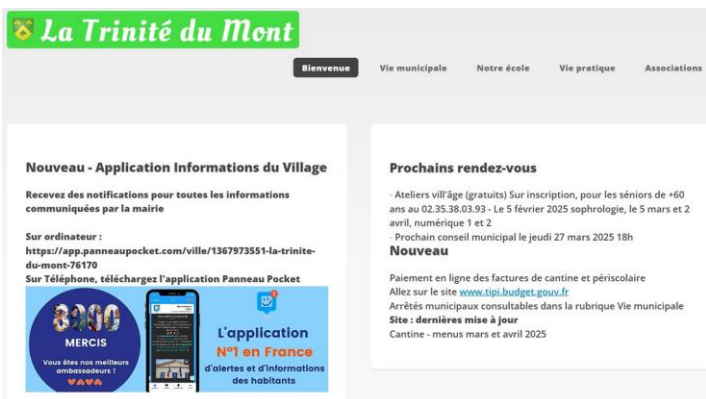 La Trinité du Mont
Bienvenue Vie municipale Notre école Vie pratique Associations
Nouveau - Application Informations du Village
Recevez des notifications pour toutes les informations
communiquées par la mairie
Sur ordinateur :
https://app.panneaupocket.com/ville/1367973551-la-trinite-
du-mont-76170
Sur Téléphone, téléchargez l'application Panneau Pocket
8000
MERCIS
Vous êtes nos meilleurs
ambassadeurs !
L'application
N°1 en France
d'alertes et d'informations
des habitants
Prochains rendez-vous
- Ateliers vill'âge (gratuits) Sur inscription, pour les séniors de +60
ans au 02.35.38.03.93 - Le 5 février 2025 sophrologie, le 5 mars et 2
avril, numérique 1 et 2
- Prochain conseil municipal le jeudi 27 mars 2025 18h
Nouveau
Paiement en ligne des factures de cantine et périscolaire
Allez sur le site www.tipi.budget.gouv.fr
Arrêtés municipaux consultables dans la rubrique Vie municipale
Site : dernières mise à jour
Cantine - menus mars et avril 2025